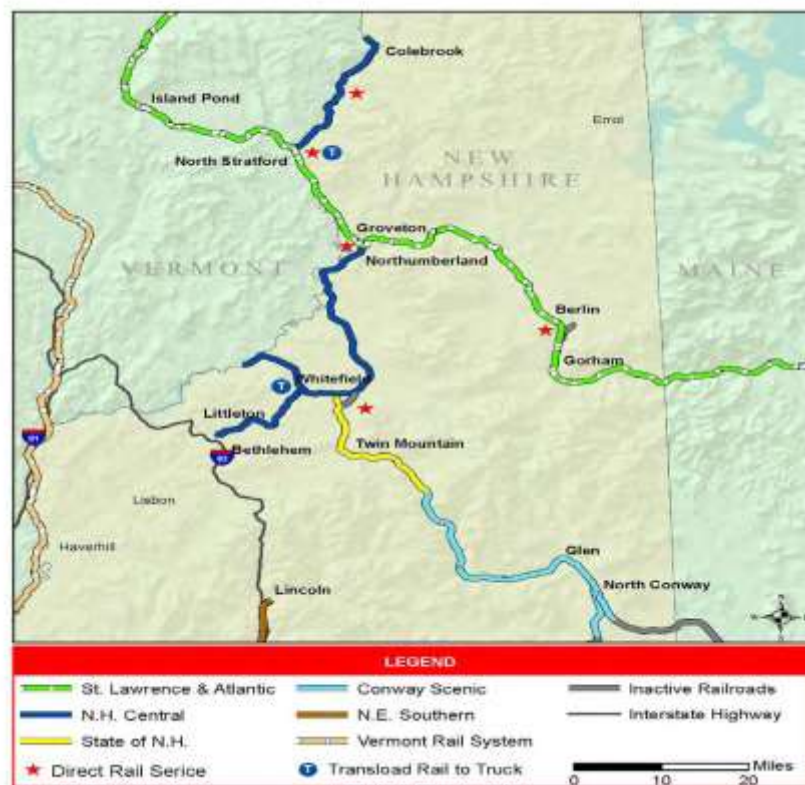 Colebrook
Island Pond
Errol
North Stratford
T
NEW
HAMPSHIRE
Groveton
Northumberland
VERMONT
MAINE
Berlin
Gorham
Whitefield
T
Littleton
Twin Mountain
91
Bethlehem
93
Lisbon
Haverhill
Glen
Lincoln
North Conway
LEGEND
St. Lawrence & Atlantic
Conway Scenic
Inactive Railroads
N.H. Central
N.E. Southern
Interstate Highway
State of N.H.
Vermont Rail System
Direct Rail Serice
T Transload Rail to Truck
Miles
0 10 20